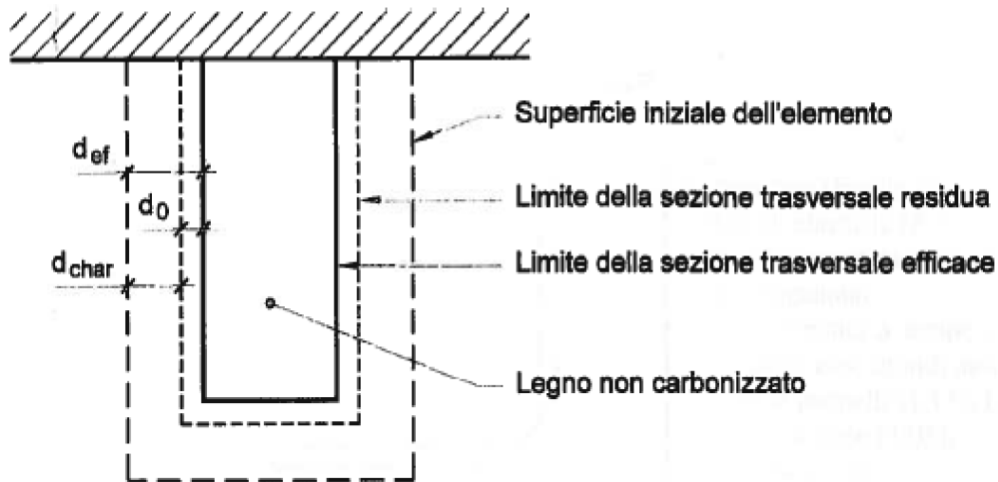 Superficie iniziale dell'elemento
d_ef
Limite della sezione trasversale residua
d_0
Limite della sezione trasversale efficace
d_char
Legno non carbonizzato